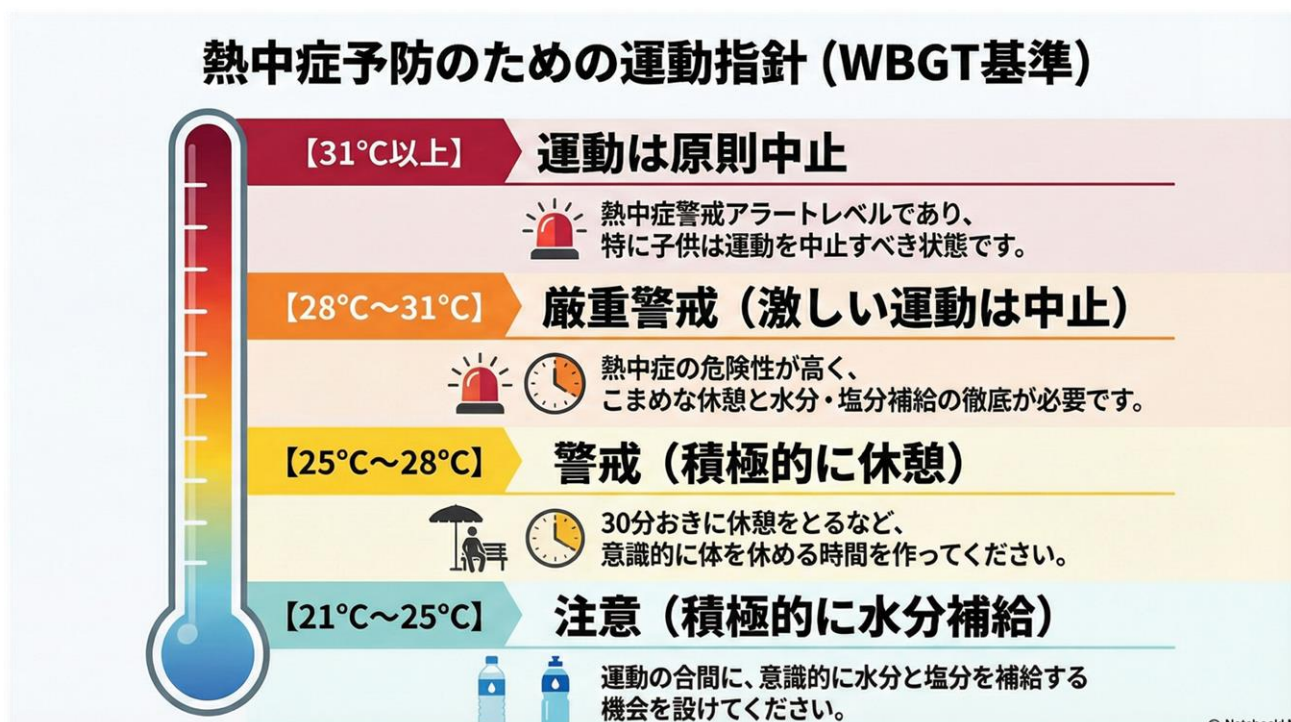 熱中症予防のための運動指針 (WBGT基準)
【31℃以上】
運動は原則中止
熱中症警戒アラートレベルであり、
特に子供は運動を中止すべき状態です。
【28℃～31℃】
厳重警戒（激しい運動は中止）
熱中症の危険性が高く、
こまめな休憩と水分・塩分補給の徹底が必要です。
【25℃～28℃】
警戒（積極的に休憩）
30分おきに休憩をとるなど、
意識的に体を休める時間を作ってください。
【21℃～25℃】
注意（積極的に水分補給）
運動の合間に、意識的に水分と塩分を補給する
機会を設けてください。